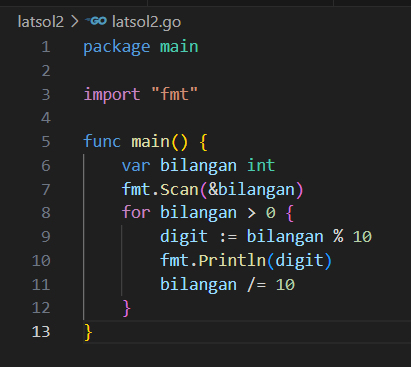 latsol2 > GO latsol2.go
1 package main
2
3 import "fmt"
4
5 func main() {
6 var bilangan int
7 fmt.Scan(&bilangan)
8 for bilangan > 0 {
9 digit := bilangan % 10
10 fmt.Println(digit)
11 bilangan /= 10
12 }
13 }